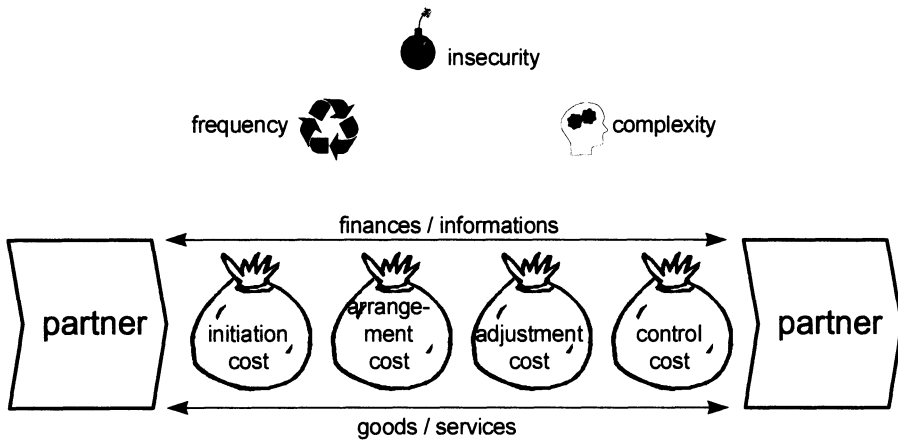 insecurity
frequency
complexity
finances / informations
partner
initiation
cost
arrange-
ment
cost
adjustment
cost
control
cost
partner
goods / services